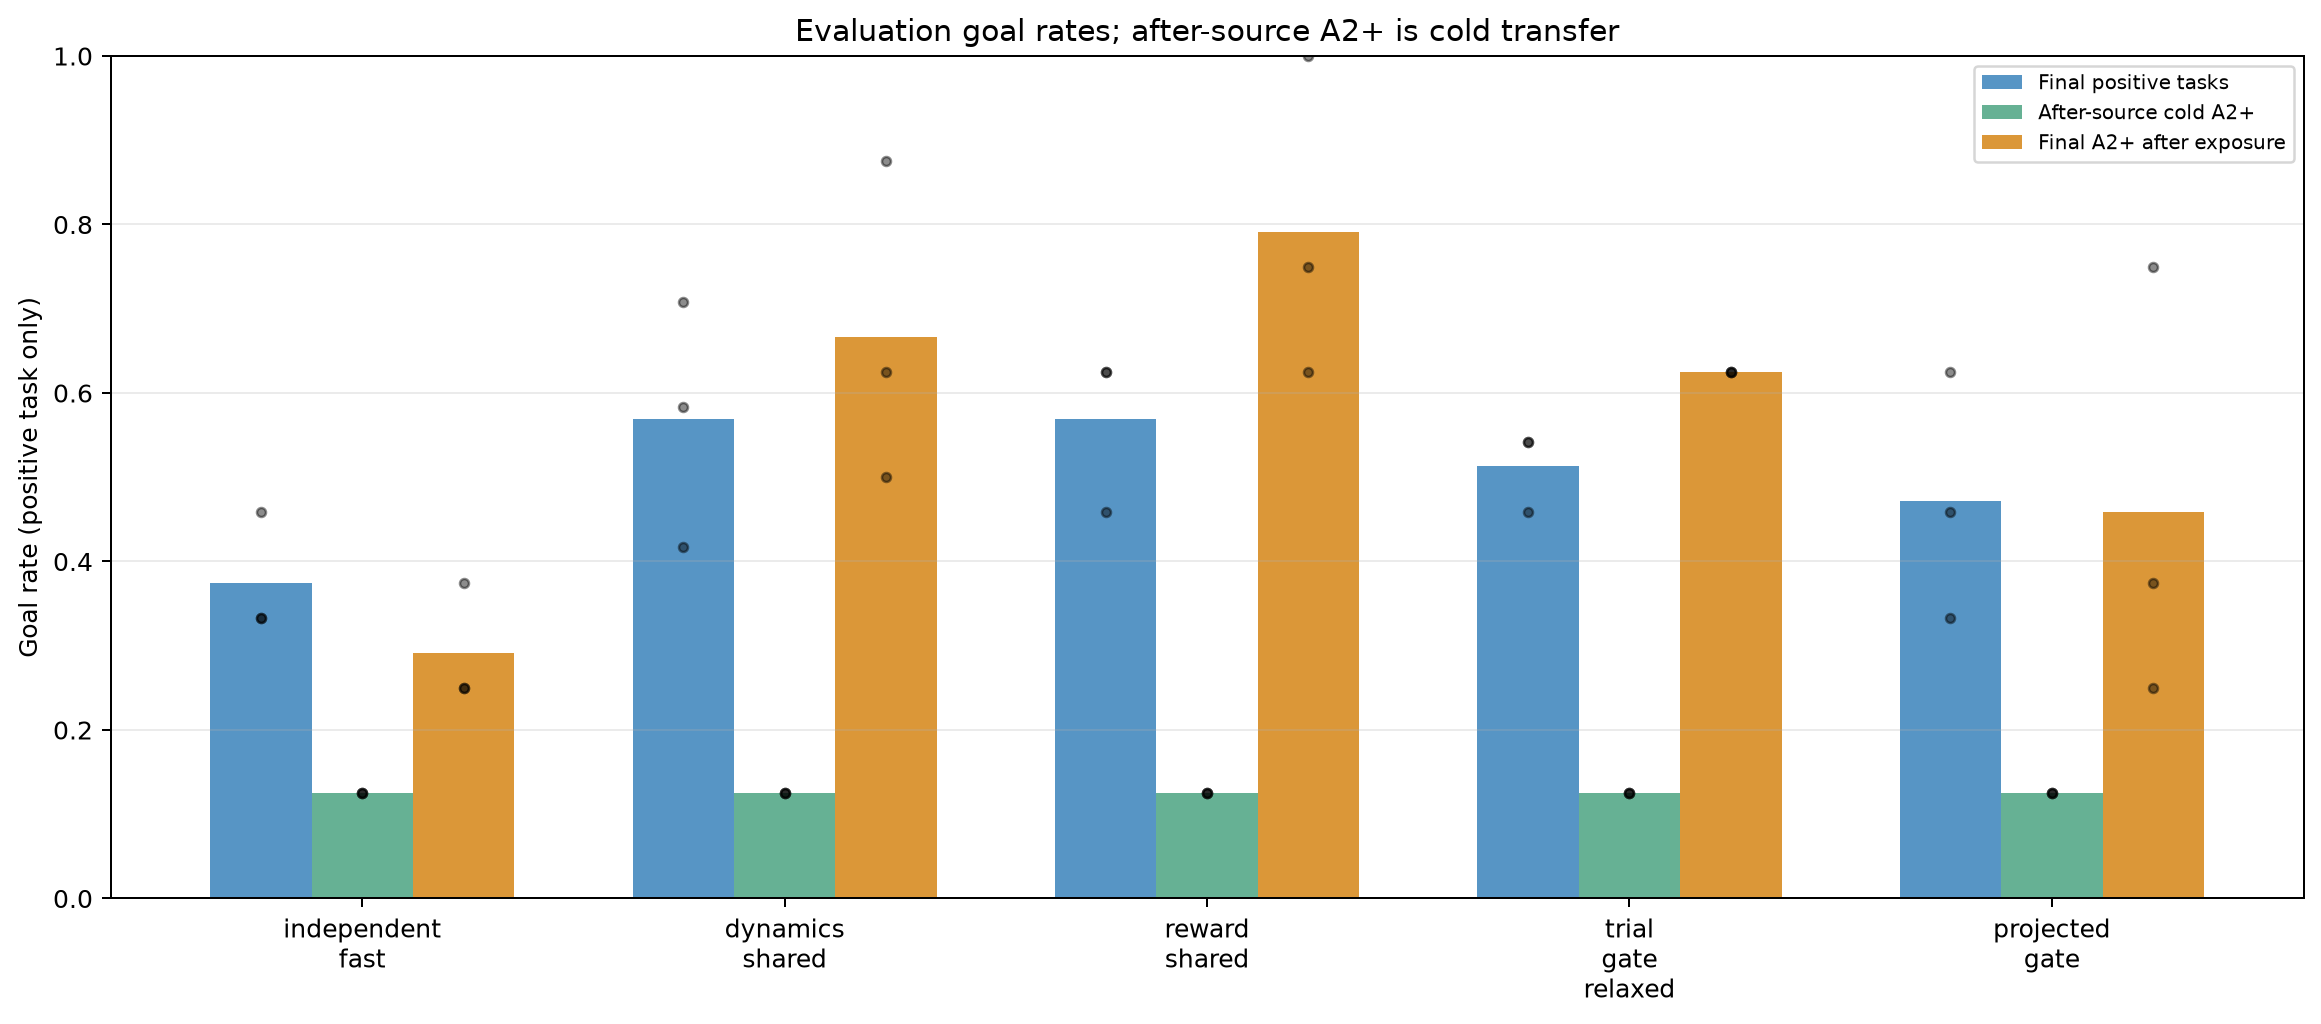 Evaluation goal rates; after-source A2+ is cold transfer
Goal rate (positive task only)
1.0
0.8
0.6
0.4
0.2
0.0
Final positive tasks
After-source cold A2+
Final A2+ after exposure
independent
fast
dynamics
shared
reward
shared
trial
gate
relaxed
projected
gate